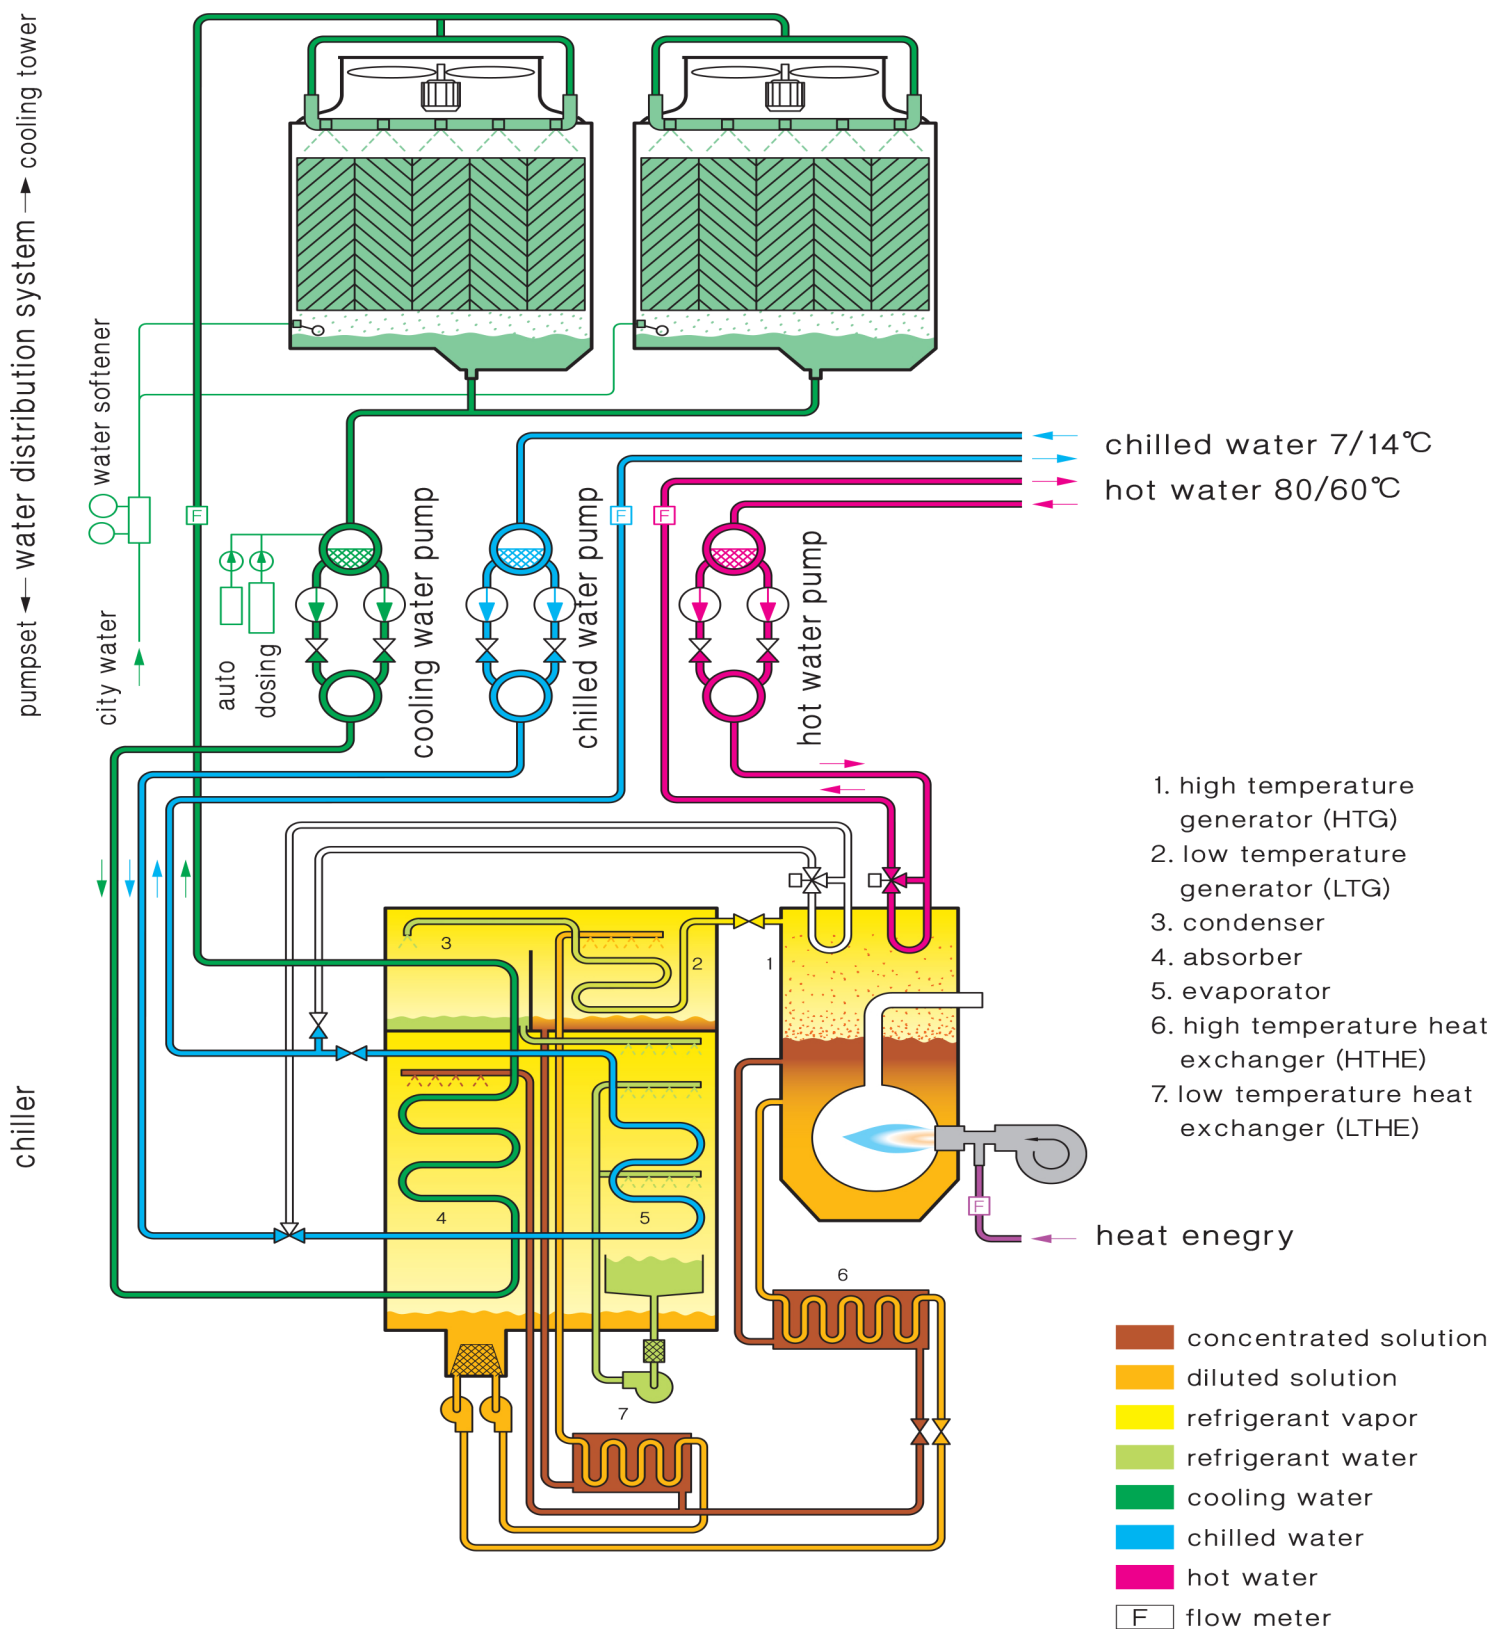 pumpset ← water distribution system → cooling tower
water softener
city water
F
auto
dosing
cooling water pump
chilled water pump
hot water pump
F
F
chilled water 7/14℃
hot water 80/60℃
chiller
3
2
1
4
5
6
7
F
heat enegry
1. high temperature
generator (HTG)
2. low temperature
generator (LTG)
3. condenser
4. absorber
5. evaporator
6. high temperature heat
exchanger (HTHE)
7. low temperature heat
exchanger (LTHE)
concentrated solution
diluted solution
refrigerant vapor
refrigerant water
cooling water
chilled water
hot water
F flow meter